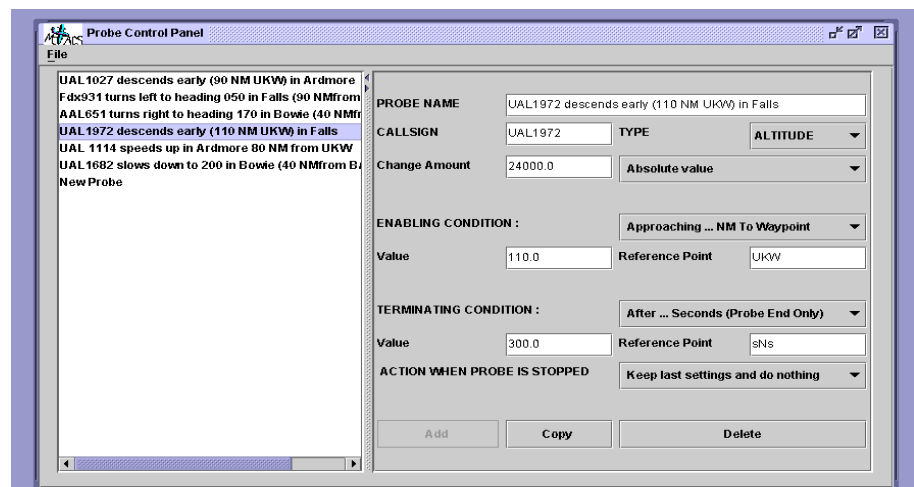 MACS Probe Control Panel
File
UAL1027 descends early (90 NM UKW) in Ardmore
Fdx931 turns left to heading 050 in Falls (90 NMfrom
AAL651 turns right to heading 170 in Bowie (40 NMfr
UAL1972 descends early (110 NM UKW) in Falls
UAL 1114 speeds up in Ardmore 80 NM from UKW
UAL1682 slows down to 200 in Bowie (40 NMfrom BA
New Probe
PROBE NAME UAL1972 descends early (110 NM UKW) in Falls
CALLSIGN UAL1972 TYPE ALTITUDE
Change Amount 24000.0 Absolute value
ENABLING CONDITION : Approaching ... NM To Waypoint
Value 110.0 Reference Point UKW
TERMINATING CONDITION : After ... Seconds (Probe End Only)
Value 300.0 Reference Point sNs
ACTION WHEN PROBE IS STOPPED Keep last settings and do nothing
Add Copy Delete